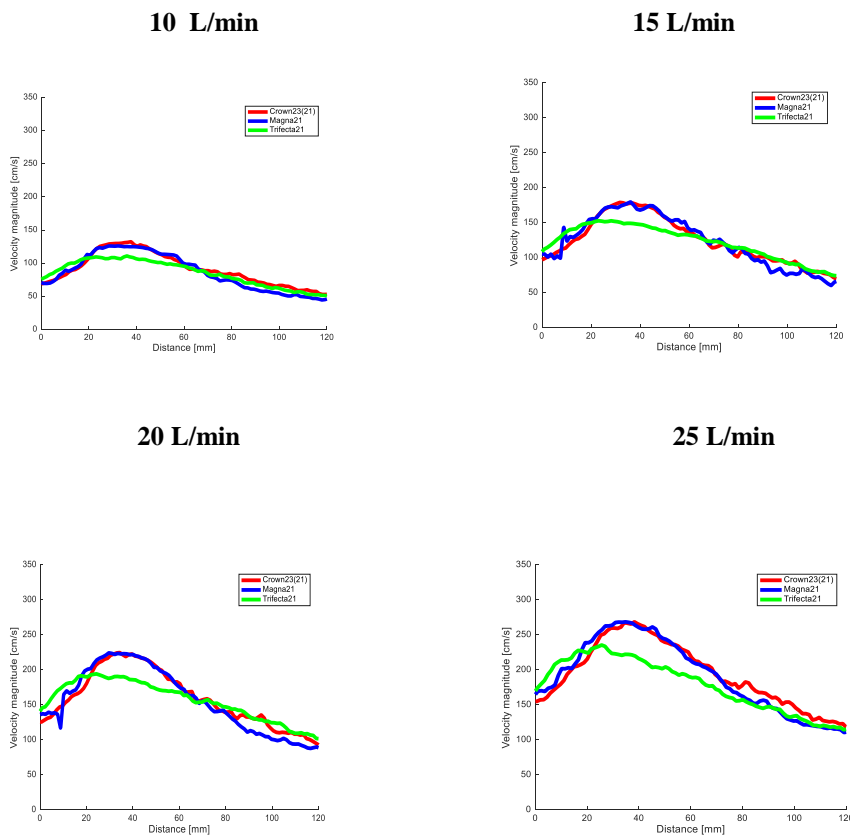 10 L/min
15 L/min
350
300
250
200
150
100
50
0
Velocity magnitude [cm/s]
Crown23(21)
Magna21
Trifecta21
0 20 40 60 80 100 120
Distance [mm]
350
300
250
200
150
100
50
0
Velocity magnitude [cm/s]
Crown23(21)
Magna21
Trifecta21
0 20 40 60 80 100 120
Distance [mm]
20 L/min
25 L/min
350
300
250
200
150
100
50
0
Velocity magnitude [cm/s]
Crown23(21)
Magna21
Trifecta21
0 20 40 60 80 100 120
Distance [mm]
350
300
250
200
150
100
50
0
Velocity magnitude [cm/s]
Crown23(21)
Magna21
Trifecta21
0 20 40 60 80 100 120
Distance [mm]